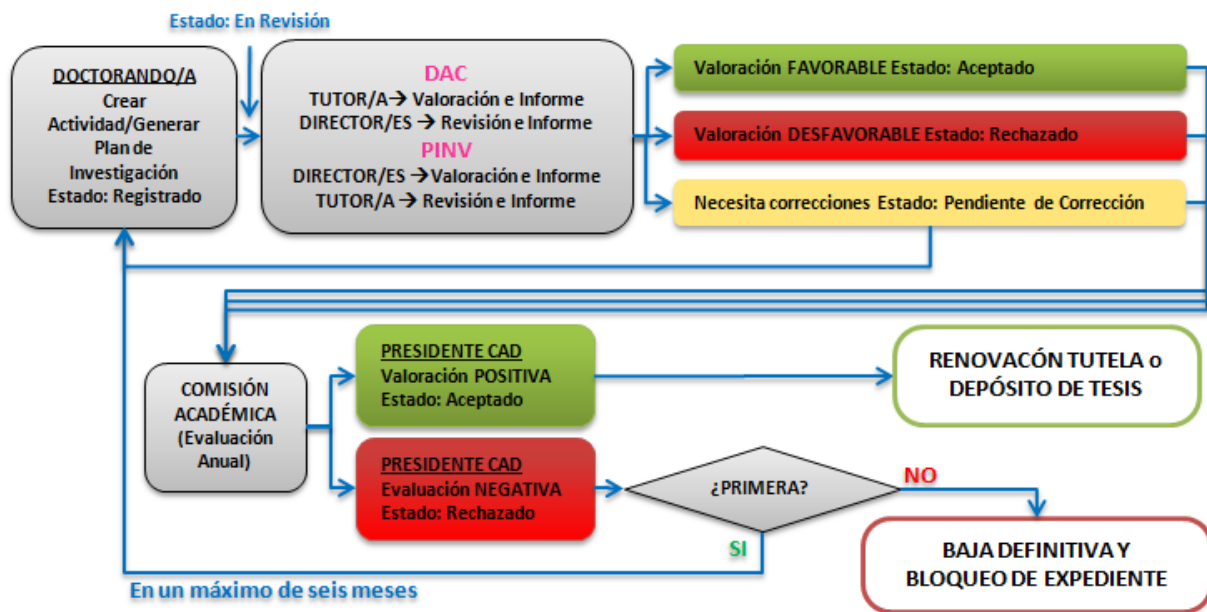 Estado: En Revisión
DOCTORANDO/A
Crear
Actividad/Generar
Plan de
Investigación
Estado: Registrado
DAC
TUTOR/A→ Valoración e Informe
DIRECTOR/ES → Revisión e Informe
PINV
DIRECTOR/ES →Valoración e Informe
TUTOR/A → Revisión e Informe
Valoración FAVORABLE Estado: Aceptado
Valoración DESFAVORABLE Estado: Rechazado
Necesita correcciones Estado: Pendiente de Corrección
COMISIÓN
ACADÉMICA
(Evaluación
Anual)
PRESIDENTE CAD
Valoración POSITIVA
Estado: Aceptado
RENOVACÓN TUTELA o
DEPÓSITO DE TESIS
PRESIDENTE CAD
Evaluación NEGATIVA
Estado: Rechazado
¿PRIMERA?
NO
SI
BAJA DEFINITIVA Y
BLOQUEO DE EXPEDIENTE
En un máximo de seis meses